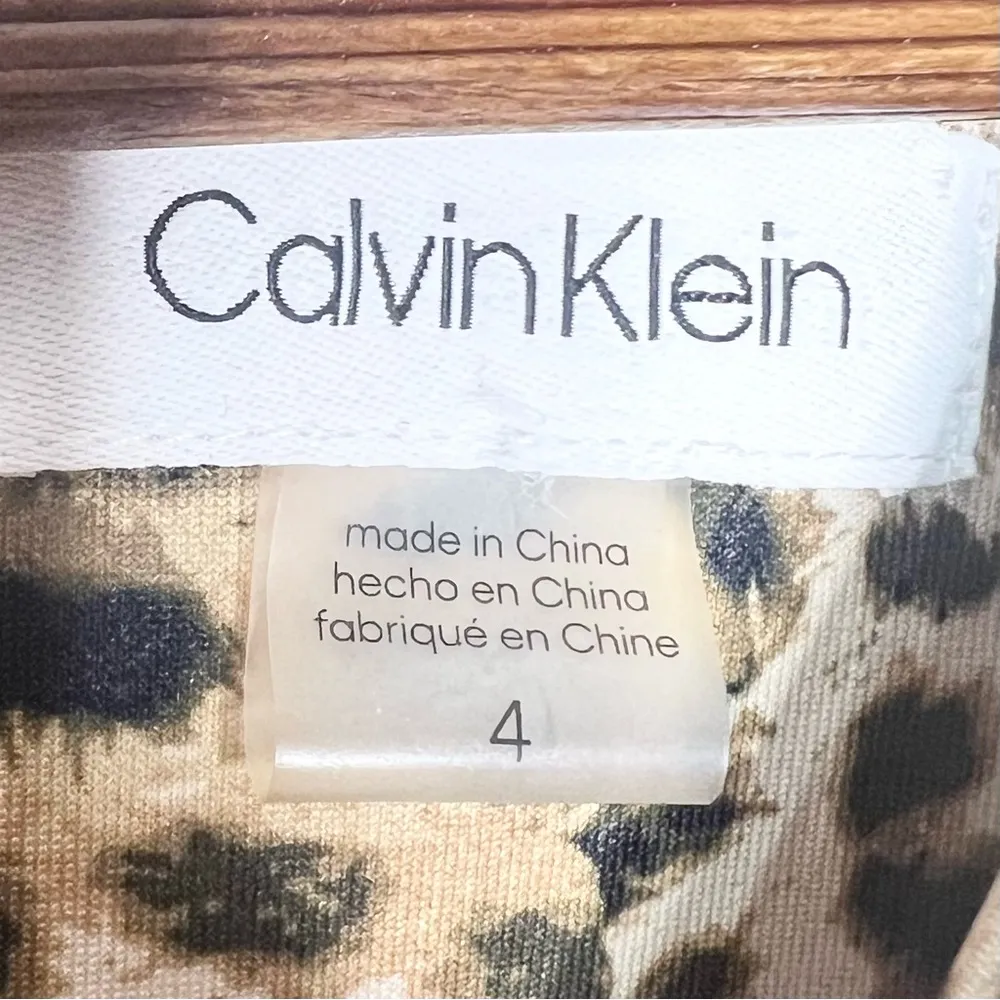 Calvin Klein
made in China
hecho en China
fabriqué en Chine
4